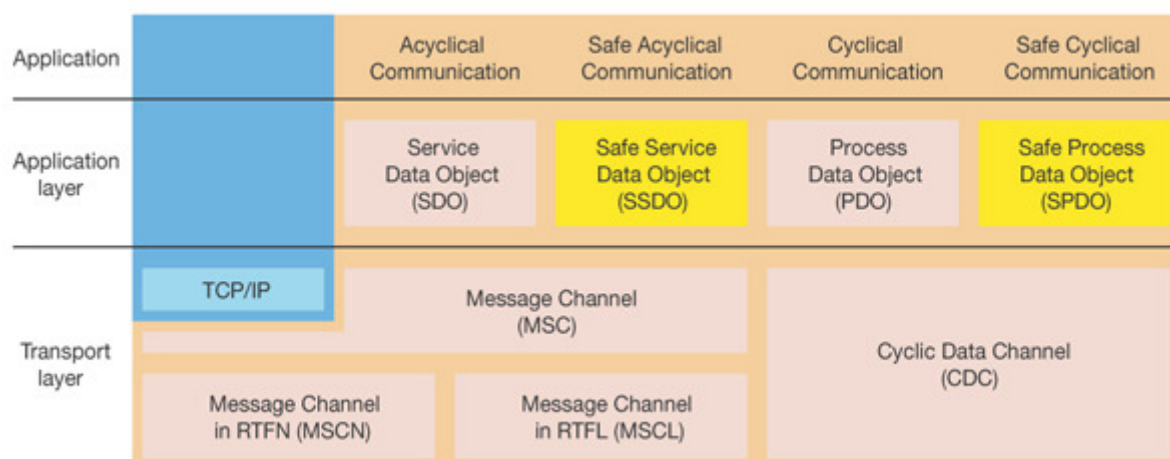 Application
Acyclical
Communication
Safe Acyclical
Communication
Cyclical
Communication
Safe Cyclical
Communication
Application
layer
Service
Data Object
(SDO)
Safe Service
Data Object
(SSDO)
Process
Data Object
(PDO)
Safe Process
Data Object
(SPDO)
Transport
layer
TCP/IP
Message Channel
(MSC)
Cyclic Data Channel
(CDC)
Message Channel
in RTFN (MSCN)
Message Channel
in RTFL (MSCL)